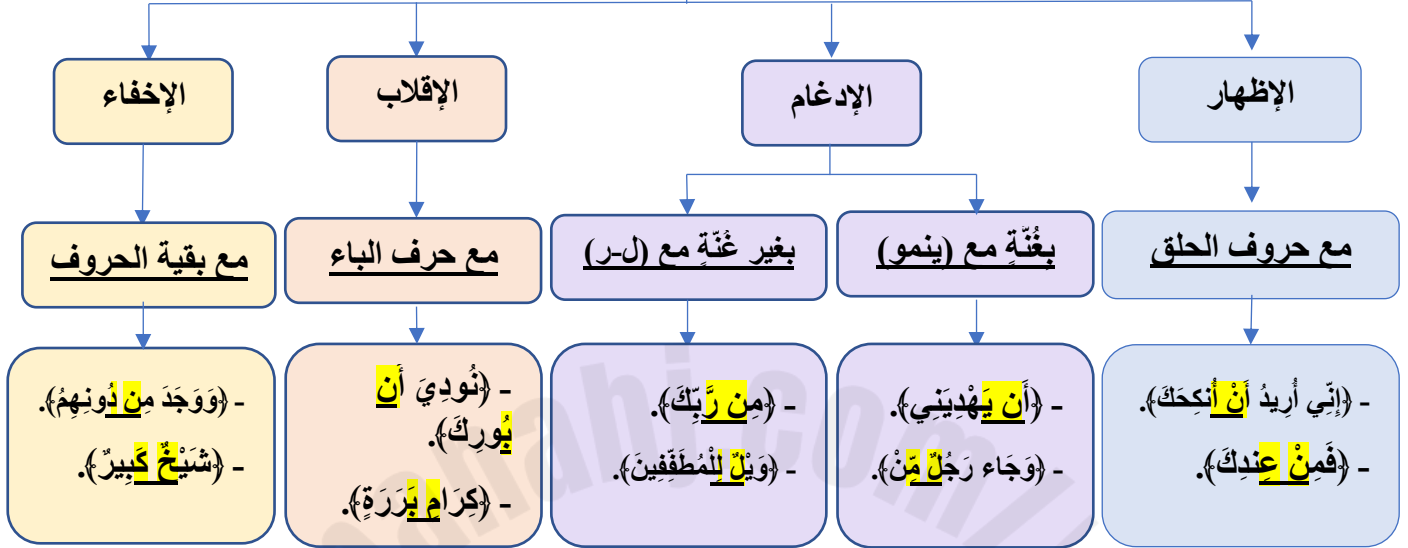 الإظهار
الإدغام
الإقلاب
الإخفاء
مع حروف الحلق
بِغُنّةٍ مع (ينمو)
بغير غُنّةٍ مع (ل-ر)
مع حرف الباء
مع بقية الحروف
- ﴿إِنِّي أُرِيدُ أَنْ أُنكِحَكَ﴾.
- ﴿فَمِنْ عِندِكَ﴾.
- ﴿أَن يَهْدِيَنِي﴾.
- ﴿وَجَاء رَجُلٌ مِّنْ﴾.
- ﴿مِن رَّبِّكَ﴾.
- ﴿وَيْلٌ لِلْمُطَفِّفِينَ﴾.
- ﴿نُودِيَ أَن
بُورِكَ﴾.
- ﴿كِرَامٍ بَرَرَةٍ﴾.
- ﴿وَوَجَدَ مِن دُونِهِمُ﴾.
- ﴿شَيْخٌ كَبِيرٌ﴾.